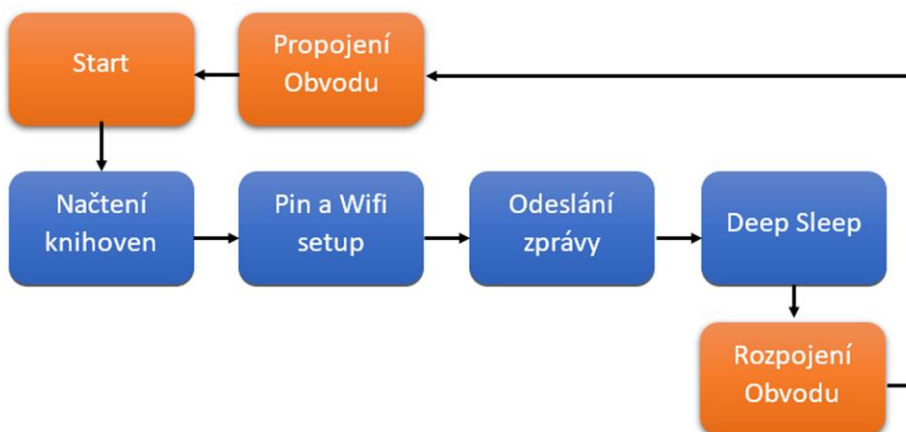 Start
Propojení
Obvodu
Načtení
knihoven
Pin a Wifi
setup
Odeslání
zprávy
Deep Sleep
Rozpojení
Obvodu